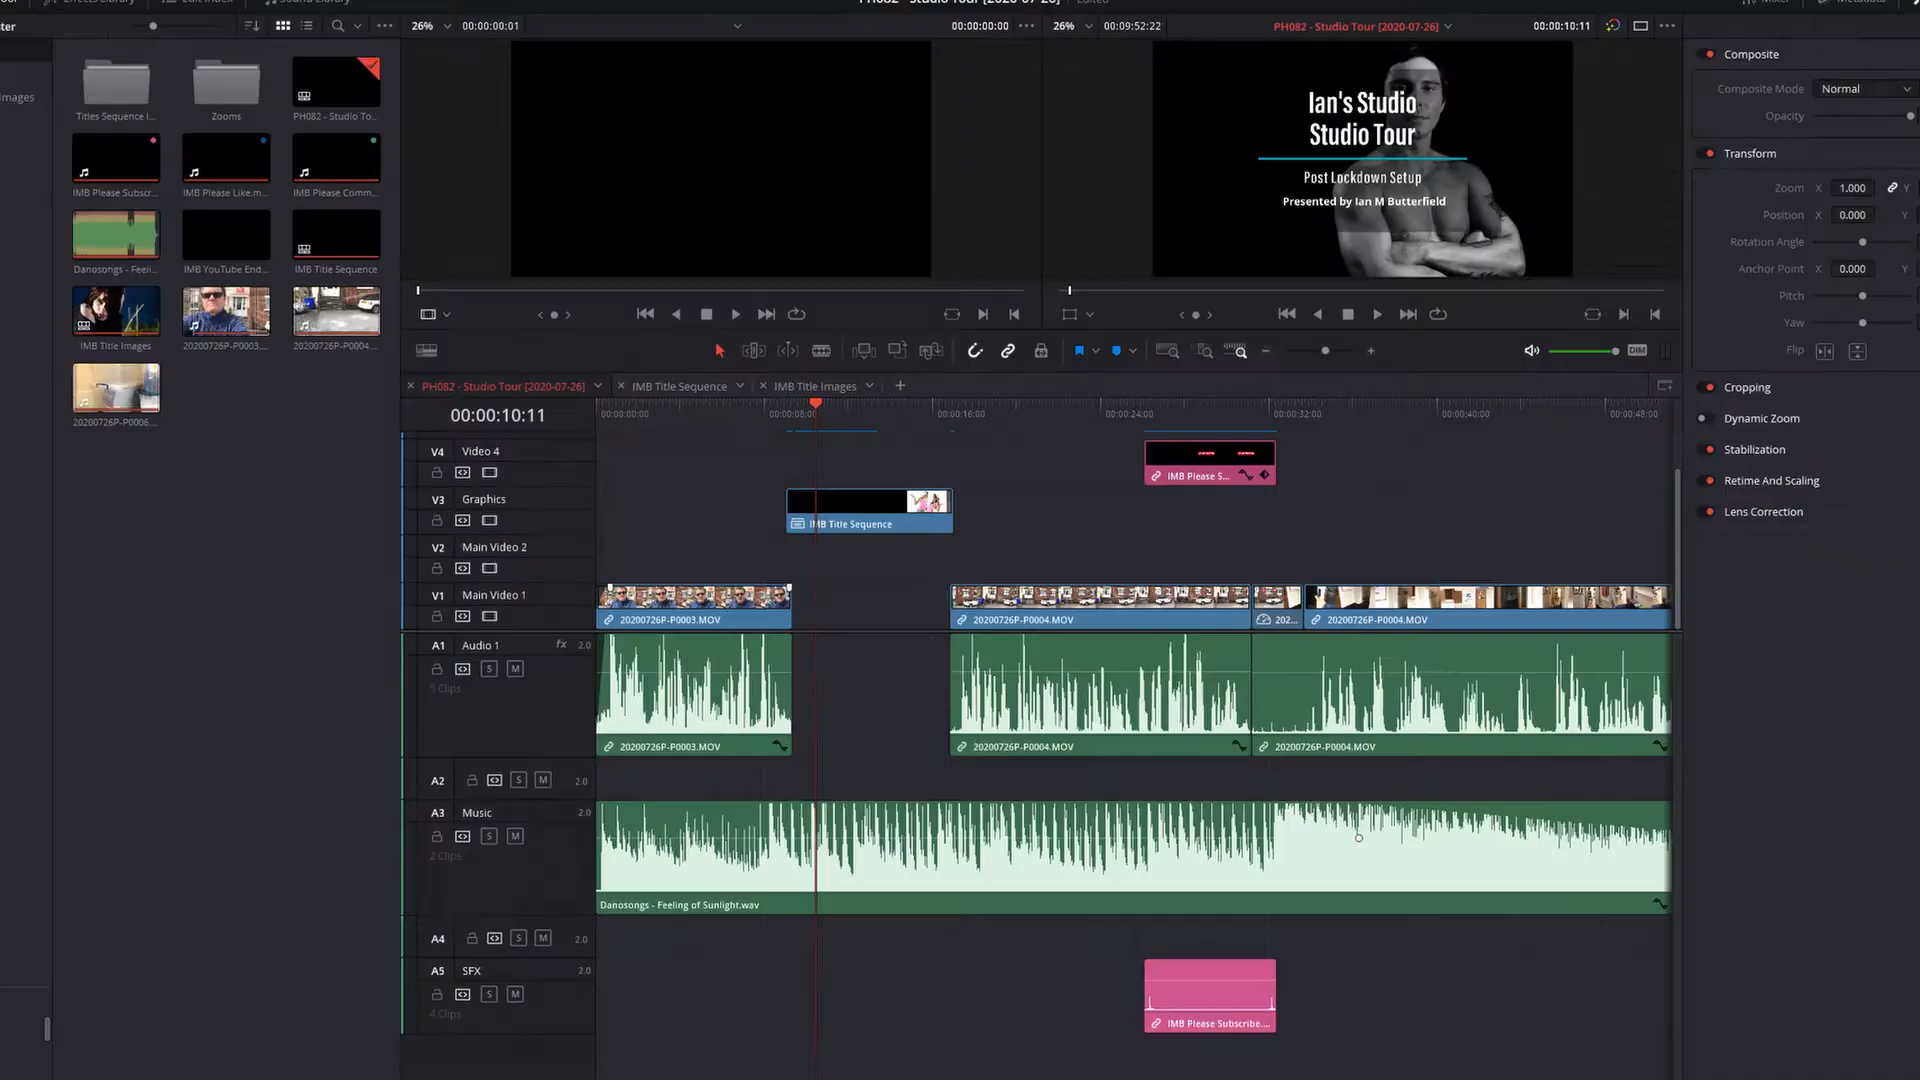 PH082 - Studio Tour [2020-07-26]
Edited
ster
26%
00:00:00:01
00:00:00:00
26%
00:09:52:22
PH082 - Studio Tour [2020-07-26]
00:00:10:11
mages
Titles Sequence I...
Zooms
PH082 - Studio To...
IMB Please Subscr...
IMB Please Like.m...
IMB Please Comm...
Danosongs - Feeli...
IMB YouTube End...
IMB Title Sequence
IMB Title Images
20200726P-P0003....
20200726P-P0004....
20200726P-P0006....
Ian's Studio
Studio Tour
Post Lockdown Setup
Presented by Ian M Butterfield
Composite
Composite Mode
Normal
Opacity
Transform
Zoom X 1.000 Y
Position X 0.000 Y
Rotation Angle
Anchor Point X 0.000 Y
Pitch
Yaw
Flip
Cropping
Dynamic Zoom
Stabilization
Retime And Scaling
Lens Correction
DIM
PH082 - Studio Tour [2020-07-26]
IMB Title Sequence
IMB Title Images
00:00:10:11
00:00:00:00
00:00:08:00
00:00:16:00
00:00:24:00
00:00:32:00
00:00:40:00
00:00:48:00
V4 Video 4
IMB Please S...
V3 Graphics
IMB Title Sequence
V2 Main Video 2
V1 Main Video 1
20200726P-P0003.MOV
20200726P-P0004.MOV
202...
20200726P-P0004.MOV
A1 Audio 1 fx 2.0
S M
5 Clips
20200726P-P0003.MOV
20200726P-P0004.MOV
20200726P-P0004.MOV
A2 S M 2.0
A3 Music 2.0
S M
2 Clips
Danosongs - Feeling of Sunlight.wav
A4 S M 2.0
A5 SFX 2.0
S M
4 Clips
IMB Please Subscribe....